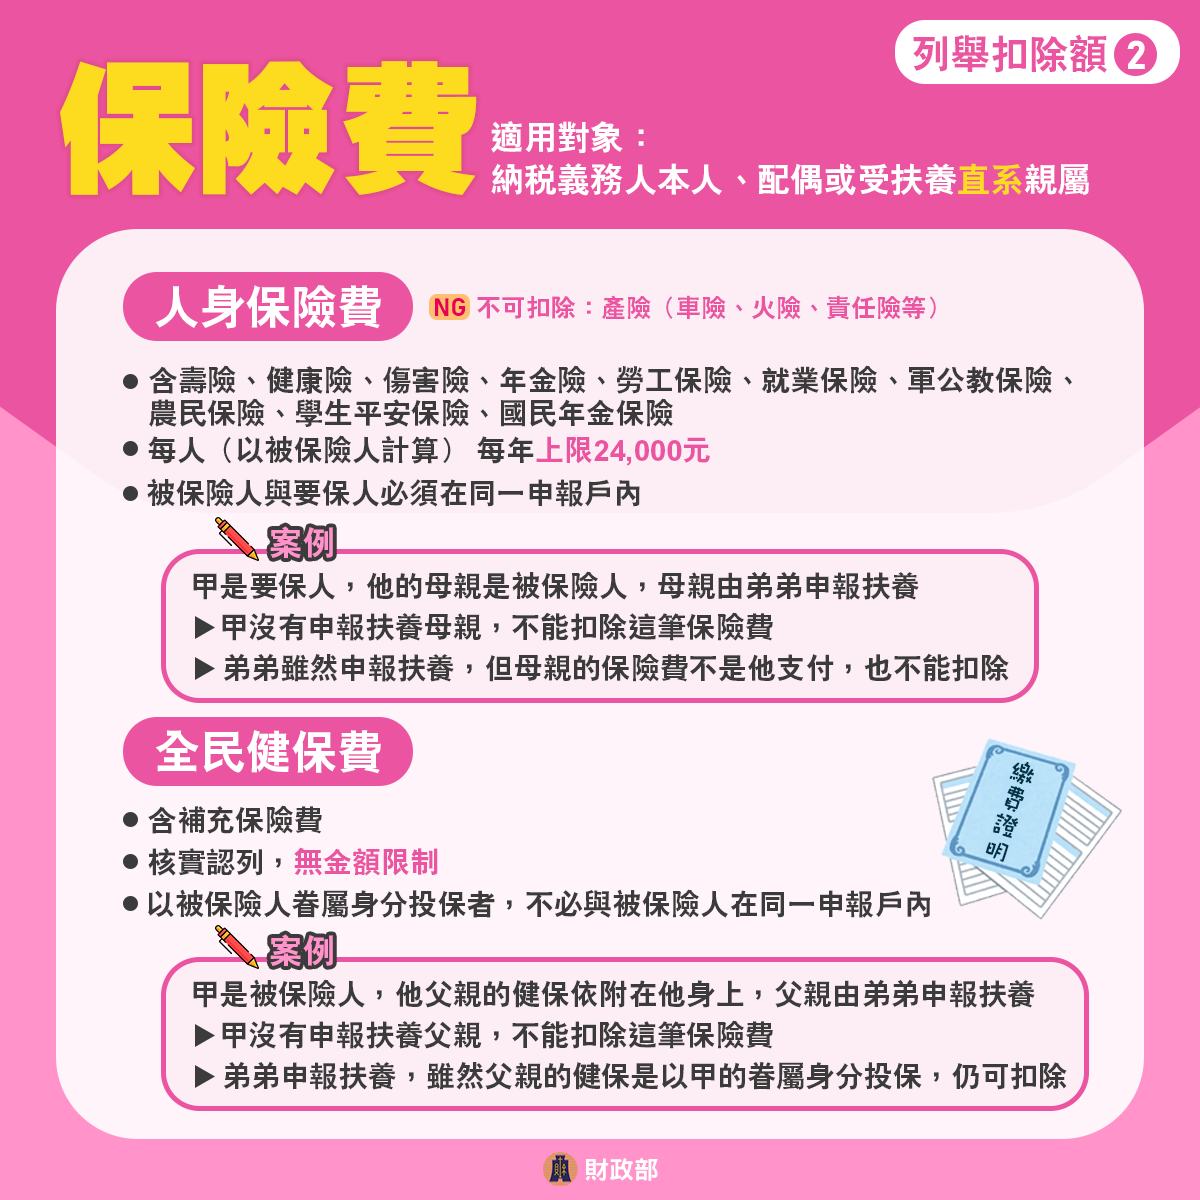 列舉扣除額2
保險費
適用對象：
納税義務人本人、配偶或受扶養直系親屬
人身保險費
NG 不可扣除：產險（車險、火險、責任險等）
● 含壽險、健康險、傷害險、年金險、勞工保險、就業保險、軍公教保險、
農民保險、學生平安保險、國民年金保險
● 每人（以被保險人計算） 每年上限24,000元
● 被保險人與要保人必須在同一申報戶內
案例
甲是要保人，他的母親是被保險人，母親由弟弟申報扶養
▶甲沒有申報扶養母親，不能扣除這筆保險費
▶ 弟弟雖然申報扶養，但母親的保險費不是他支付，也不能扣除
全民健保費
● 含補充保險費
● 核實認列，無金額限制
● 以被保險人眷屬身分投保者，不必與被保險人在同一申報戶內
繳費證明
案例
甲是被保險人，他父親的健保依附在他身上，父親由弟弟申報扶養
▶甲沒有申報扶養父親，不能扣除這筆保險費
▶ 弟弟申報扶養，雖然父親的健保是以甲的眷屬身分投保，仍可扣除
財政部